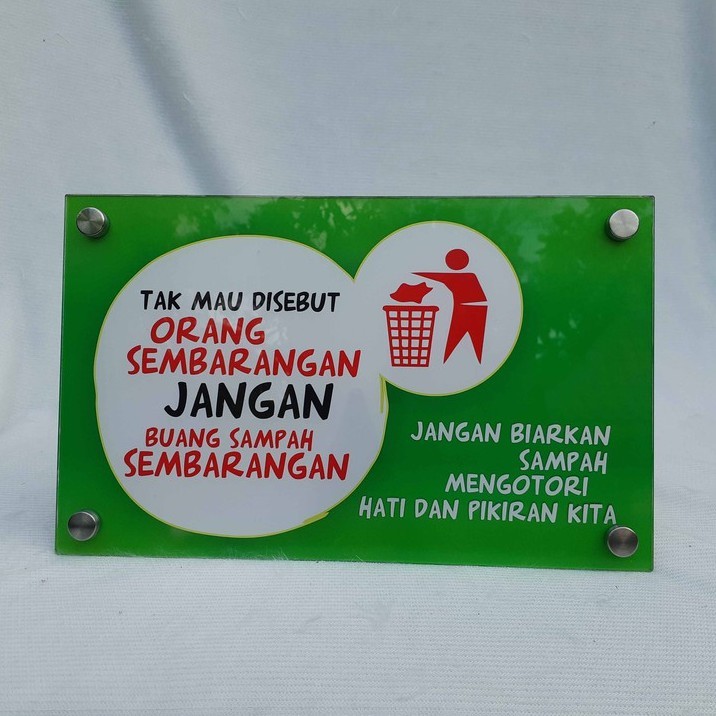 TAK MAU DISEBUT
ORANG
SEMBARANGAN
JANGAN
BUANG SAMPAH
SEMBARANGAN
JANGAN BIARKAN
SAMPAH
MENGOTORI
HATI DAN PIKIRAN KITA